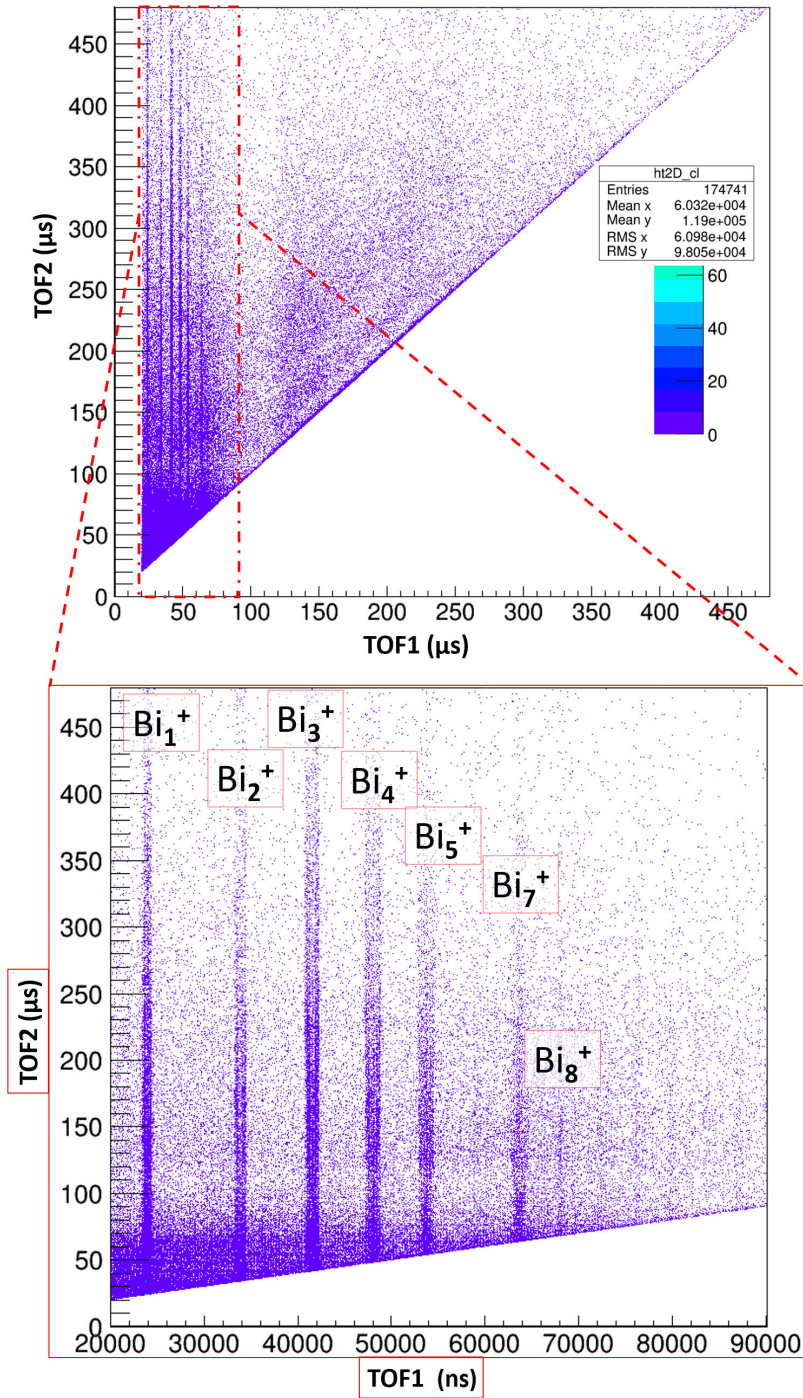 450
400
350
300
250
200
150
100
50
0
TOF2 (µs)
ht2D_cl
Entries 174741
Mean x 6.032e+004
Mean y 1.19e+005
RMS x 6.098e+004
RMS y 9.805e+004
60
40
20
0
0 50 100 150 200 250 300 350 400 450
TOF1 (µs)
450
400
350
300
250
200
150
100
50
0
TOF2 (µs)
Bi₁⁺
Bi₂⁺
Bi₃⁺
Bi₄⁺
Bi₅⁺
Bi₇⁺
Bi₈⁺
20000 30000 40000 50000 60000 70000 80000 90000
TOF1 (ns)